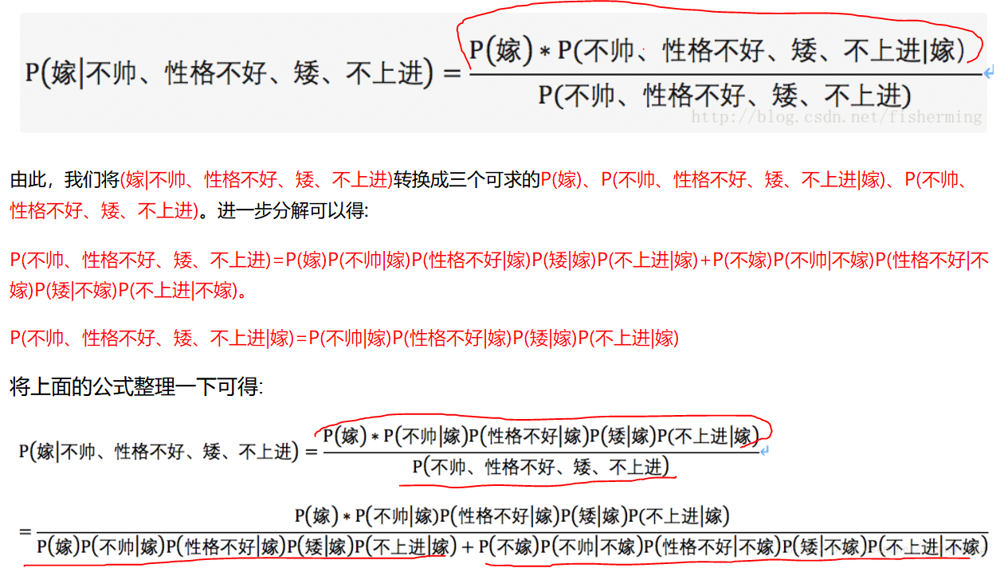 P(嫁)*P(不帅、性格不好、矮、不上进|嫁)
P(嫁|不帅、性格不好、矮、不上进)=
P(不帅、性格不好、矮、不上进)
http://blog.csdn.net/fisherming
由此，我们将(嫁|不帅、性格不好、矮、不上进)转换成三个可求的P(嫁)、P(不帅、性格不好、矮、不上进|嫁)、P(不帅、
性格不好、矮、不上进)。进一步分解可以得:
P(不帅、性格不好、矮、不上进)=P(嫁)P(不帅|嫁)P(性格不好|嫁)P(矮|嫁)P(不上进|嫁)+P(不嫁)P(不帅|不嫁)P(性格不好|不
嫁)P(矮|不嫁)P(不上进|不嫁)。
P(不帅、性格不好、矮、不上进|嫁)=P(不帅|嫁)P(性格不好|嫁)P(矮|嫁)P(不上进|嫁)
将上面的公式整理一下可得:
P(嫁)*P(不帅|嫁)P(性格不好|嫁)P(矮|嫁)P(不上进|嫁)
P(嫁|不帅、性格不好、矮、不上进)=
P(不帅、性格不好、矮、不上进)
P(嫁)*P(不帅|嫁)P(性格不好|嫁)P(矮|嫁)P(不上进|嫁)
=
P(嫁)P(不帅|嫁)P(性格不好|嫁)P(矮|嫁)P(不上进|嫁)+P(不嫁)P(不帅|不嫁)P(性格不好|不嫁)P(矮|不嫁)P(不上进|不嫁)